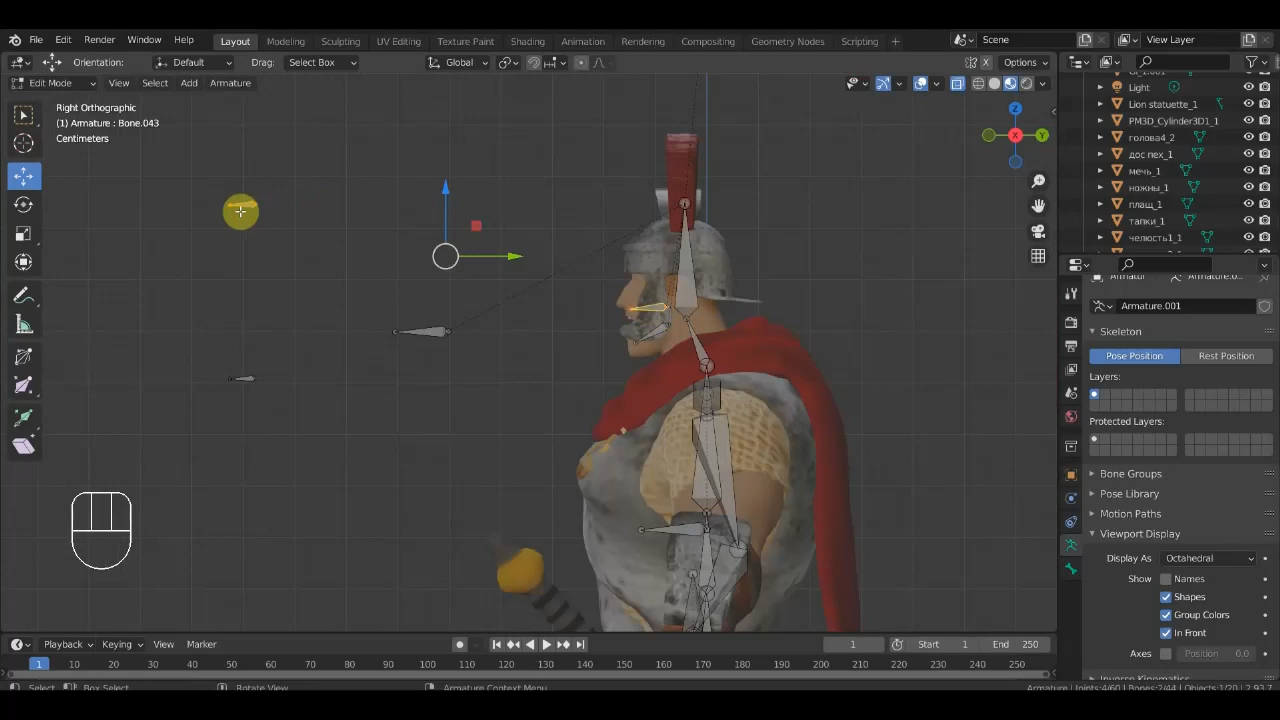 File Edit Render Window Help Layout Modeling Sculpting UV Editing Texture Paint Shading Animation Rendering Compositing Geometry Nodes Scripting + Scene View Layer
Orientation: Default Drag: Select Box Global Options
Edit Mode View Select Add Armature
Right Orthographic
(1) Armature : Bone.043
Centimeters
Z
X
Y
Light
Lion statuette_1
PM3D_Cylinder3D1_1
голова4_2
дос пех_1
мечь_1
ножны_1
плащ_1
тапки_1
челюсть1_1
Armature.001
Skeleton
Pose Position Rest Position
Layers:
Protected Layers:
Bone Groups
Pose Library
Motion Paths
Viewport Display
Display As Octahedral
Show Names
Shapes
Group Colors
In Front
Axes Position 0.0
Playback Keying View Marker 1 Start 1 End 250
1 10 20 30 40 50 60 70 80 90 100 110 120 130 140 150 160 170 180 190 200 210 220 230 240 250
Select Box Select Rotate View Armature Context Menu